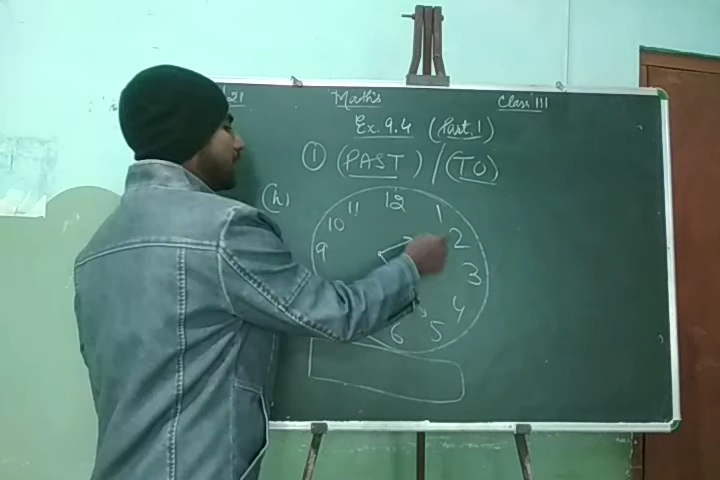 21 Maths Class III
Ex. 9.4 (Part.1)
① (PAST) / (TO)
(h)
12
11 1
10 2
9 3
4
6 5